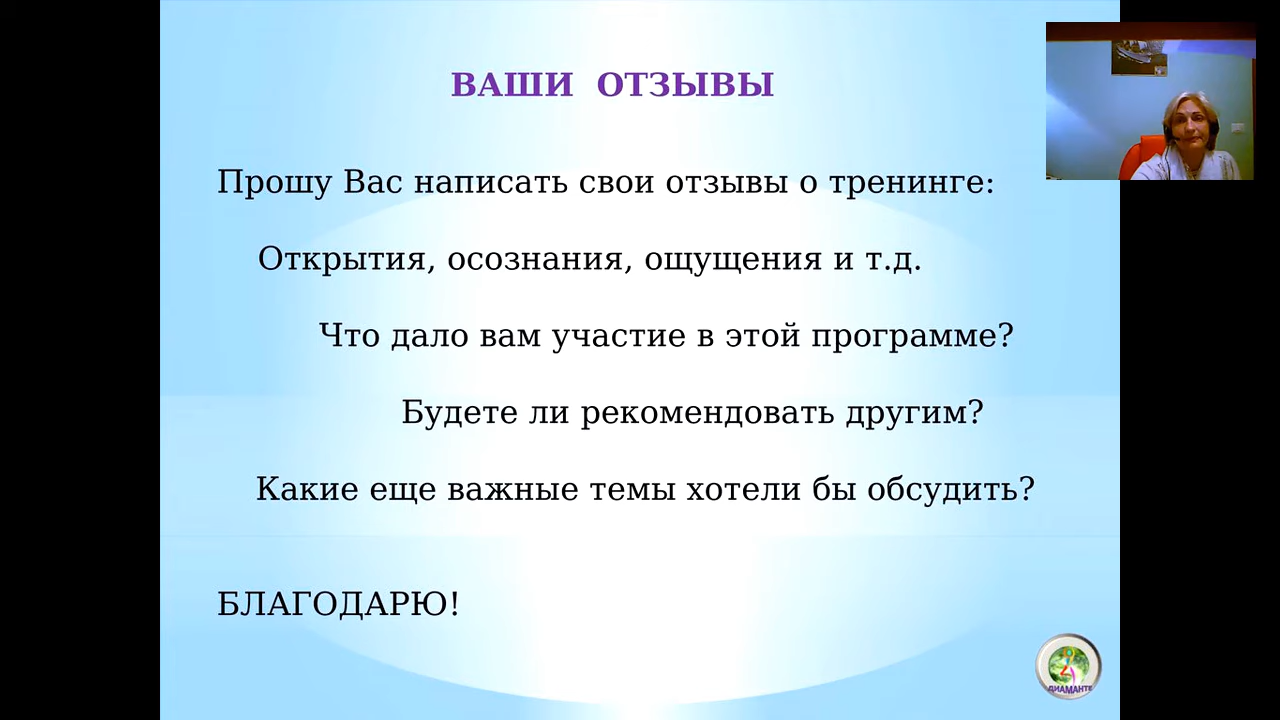 ВАШИ ОТЗЫВЫ
Прошу Вас написать свои отзывы о тренинге:
Открытия, осознания, ощущения и т.д.
Что дало вам участие в этой программе?
Будете ли рекомендовать другим?
Какие еще важные темы хотели бы обсудить?
БЛАГОДАРЮ!
ДИАМАНТЕ